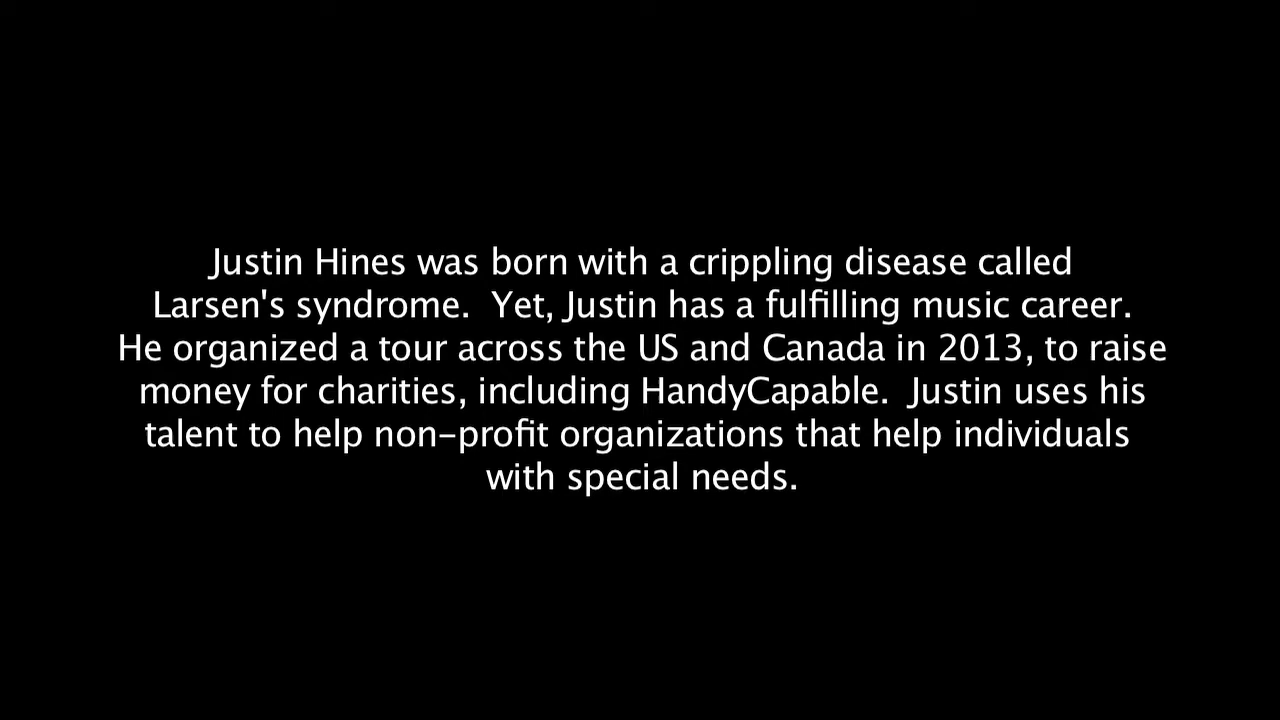 Justin Hines was born with a crippling disease called
Larsen's syndrome.  Yet, Justin has a fulfilling music career.
He organized a tour across the US and Canada in 2013, to raise
money for charities, including HandyCapable.  Justin uses his
talent to help non-profit organizations that help individuals
with special needs.